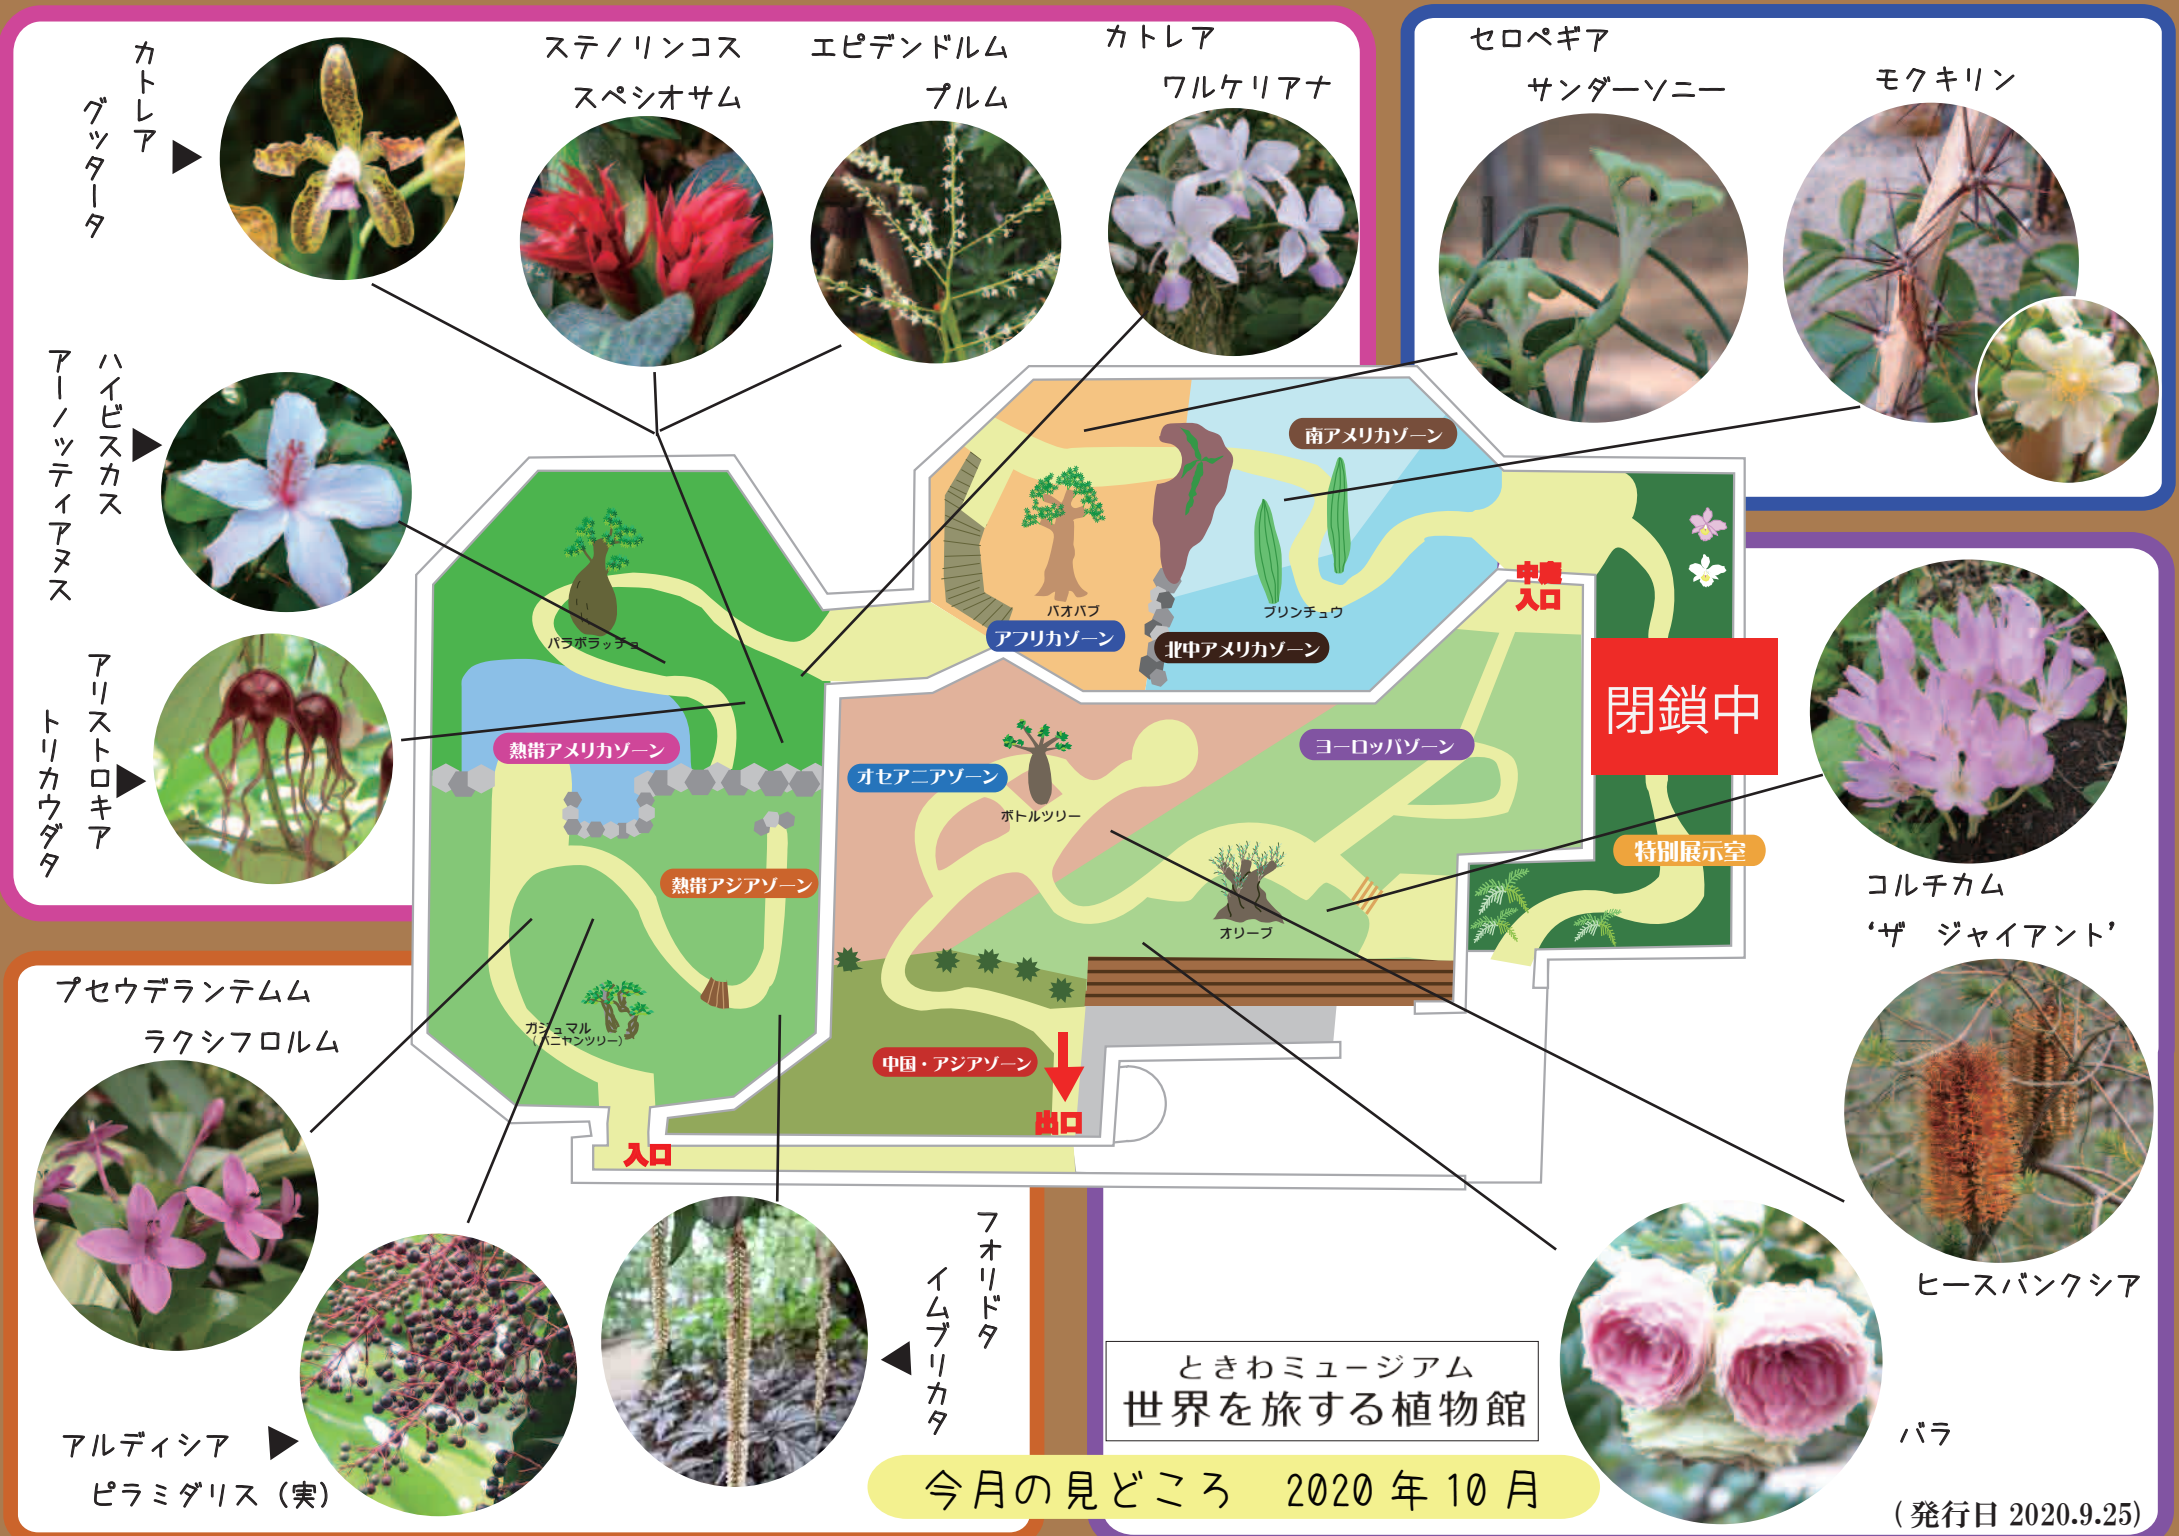 カトレア
グッタータ
ステノリンコス
スペシオサム
エピデンドルム
プルム
カトレア
ワルケリアナ
セロペギア
サンダーソニー
モクキリン
ハイビスカス
アーノッティアヌス
アリストロキア
トリカウダタ
南アメリカゾーン
バオバブ
アフリカゾーン
ブリンチュウ
北中アメリカゾーン
中庭
入口
パラボラッチョ
熱帯アメリカゾーン
オセアニアゾーン
ボトルツリー
ヨーロッパゾーン
閉鎖中
特別展示室
熱帯アジアゾーン
オリーブ
ガジュマル
(バニヤンツリー)
中国・アジアゾーン
出口
入口
コルチカム
‘ザ ジャイアント’
ヒースバンクシア
バラ
プセウデランテムム
ラクシフロルム
アルディシア
ピラミダリス（実）
フォリドタ
イムブリカタ
ときわミュージアム
世界を旅する植物館
今月の見どころ 2020年10月
(発行日 2020.9.25)